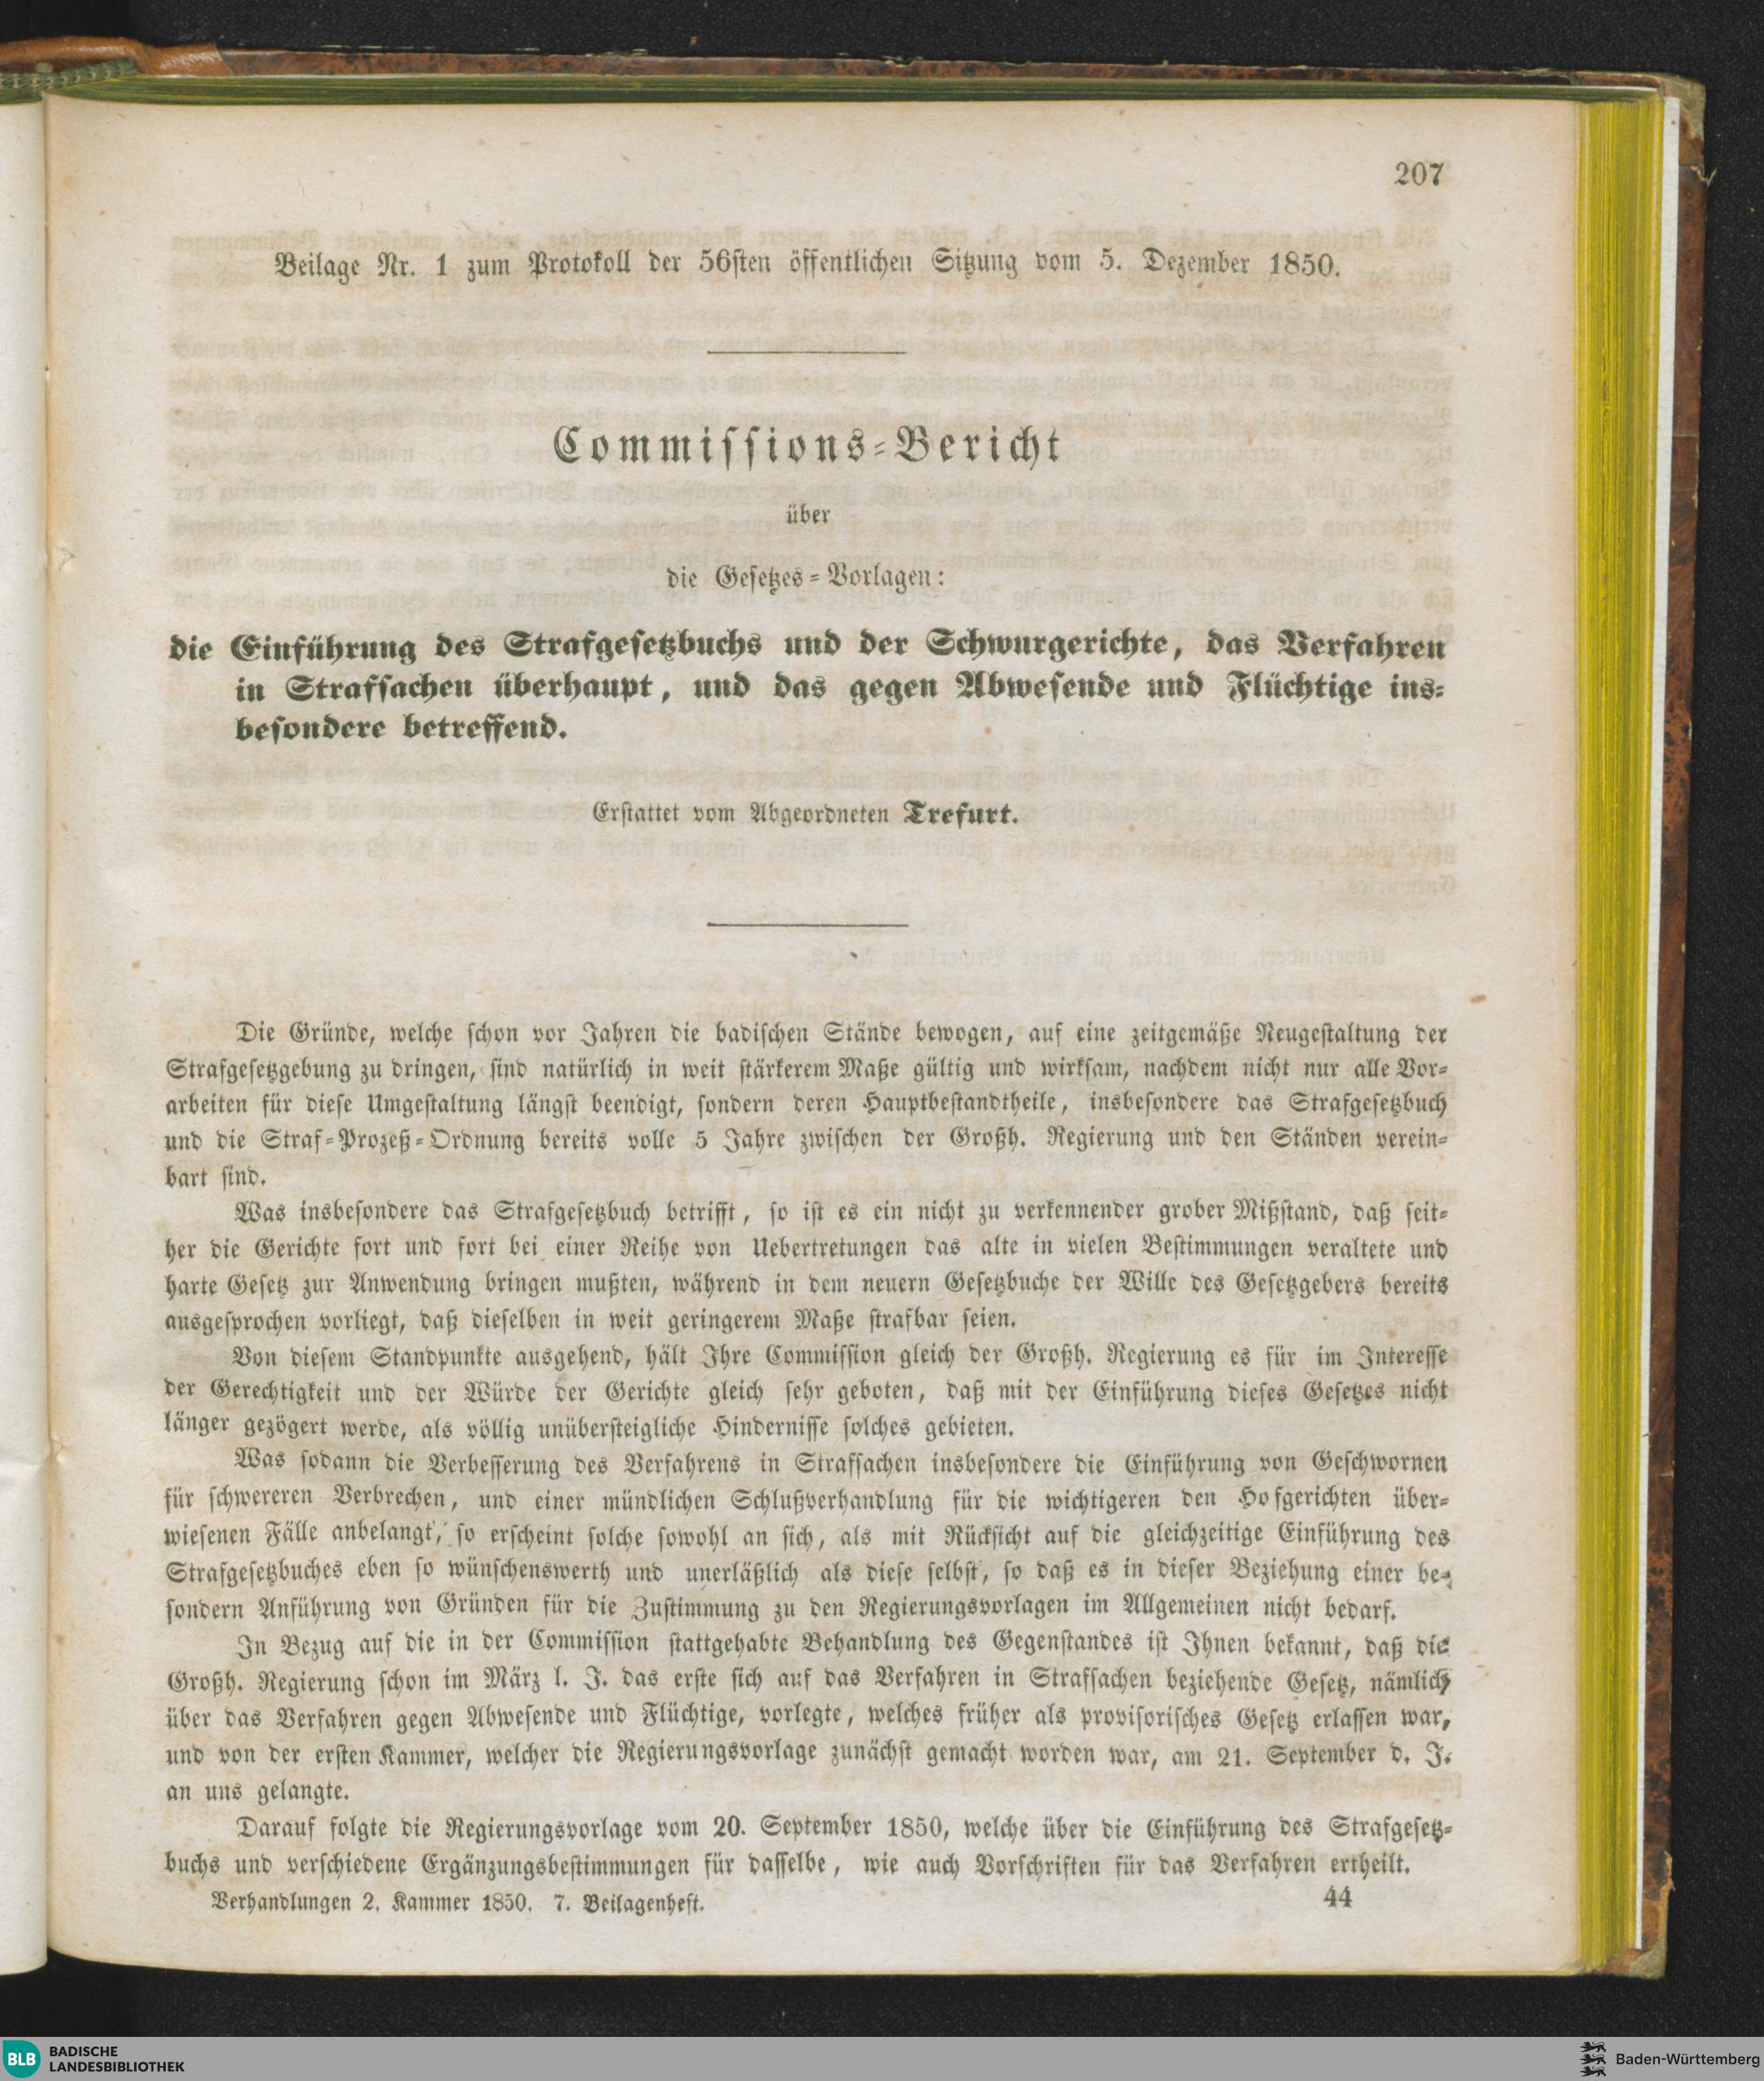 207
Beilage Nr. 1 zum Protokoll der 56sten öffentlichen Sitzung vom 5. Dezember 1850.
Commissions-Bericht
über
die Gesetzes-Vorlagen:
die Einführung des Strafgesetzbuchs und der Schwurgerichte, das Verfahren
in Strafsachen überhaupt, und das gegen Abwesende und Flüchtige ins-
besondere betreffend.
Erstattet vom Abgeordneten Trefurt.
Die Gründe, welche schon vor Jahren die badischen Stände bewogen, auf eine zeitgemäße Neugestaltung der
Strafgesetzgebung zu dringen, sind natürlich in weit stärkerem Maße gültig und wirksam, nachdem nicht nur alle Vor-
arbeiten für diese Umgestaltung längst beendigt, sondern deren Hauptbestandtheile, insbesondere das Strafgesetzbuch
und die Straf-Prozeß-Ordnung bereits volle 5 Jahre zwischen der Großh. Regierung und den Ständen verein-
bart sind.
Was insbesondere das Strafgesetzbuch betrifft, so ist es ein nicht zu verkennender grober Mißstand, daß seit-
her die Gerichte fort und fort bei einer Reihe von Uebertretungen das alte in vielen Bestimmungen veraltete und
harte Gesetz zur Anwendung bringen mußten, während in dem neuern Gesetzbuche der Wille des Gesetzgebers bereits
ausgesprochen vorliegt, daß dieselben in weit geringerem Maße strafbar seien.
Von diesem Standpunkte ausgehend, hält Ihre Commission gleich der Großh. Regierung es für im Interesse
der Gerechtigkeit und der Würde der Gerichte gleich sehr geboten, daß mit der Einführung dieses Gesetzes nicht
länger gezögert werde, als völlig unübersteigliche Hindernisse solches gebieten.
Was sodann die Verbesserung des Verfahrens in Strafsachen insbesondere die Einführung von Geschwornen
für schwereren Verbrechen, und einer mündlichen Schlußverhandlung für die wichtigeren den Hofgerichten über-
wiesenen Fälle anbelangt, so erscheint solche sowohl an sich, als mit Rücksicht auf die gleichzeitige Einführung des
Strafgesetzbuches eben so wünschenswerth und unerläßlich als diese selbst, so daß es in dieser Beziehung einer be-
sondern Anführung von Gründen für die Zustimmung zu den Regierungsvorlagen im Allgemeinen nicht bedarf.
In Bezug auf die in der Commission stattgehabte Behandlung des Gegenstandes ist Ihnen bekannt, daß die
Großh. Regierung schon im März l. J. das erste sich auf das Verfahren in Strafsachen beziehende Gesetz, nämlich
über das Verfahren gegen Abwesende und Flüchtige, vorlegte, welches früher als provisorisches Gesetz erlassen war,
und von der ersten Kammer, welcher die Regierungsvorlage zunächst gemacht worden war, am 21. September d. J.
an uns gelangte.
Darauf folgte die Regierungsvorlage vom 20. September 1850, welche über die Einführung des Strafgesetz-
buchs und verschiedene Ergänzungsbestimmungen für dasselbe, wie auch Vorschriften für das Verfahren ertheilt.
Verhandlungen 2. Kammer 1850. 7. Beilagenheft. 44
BLB BADISCHE LANDESBIBLIOTHEK
Baden-Württemberg